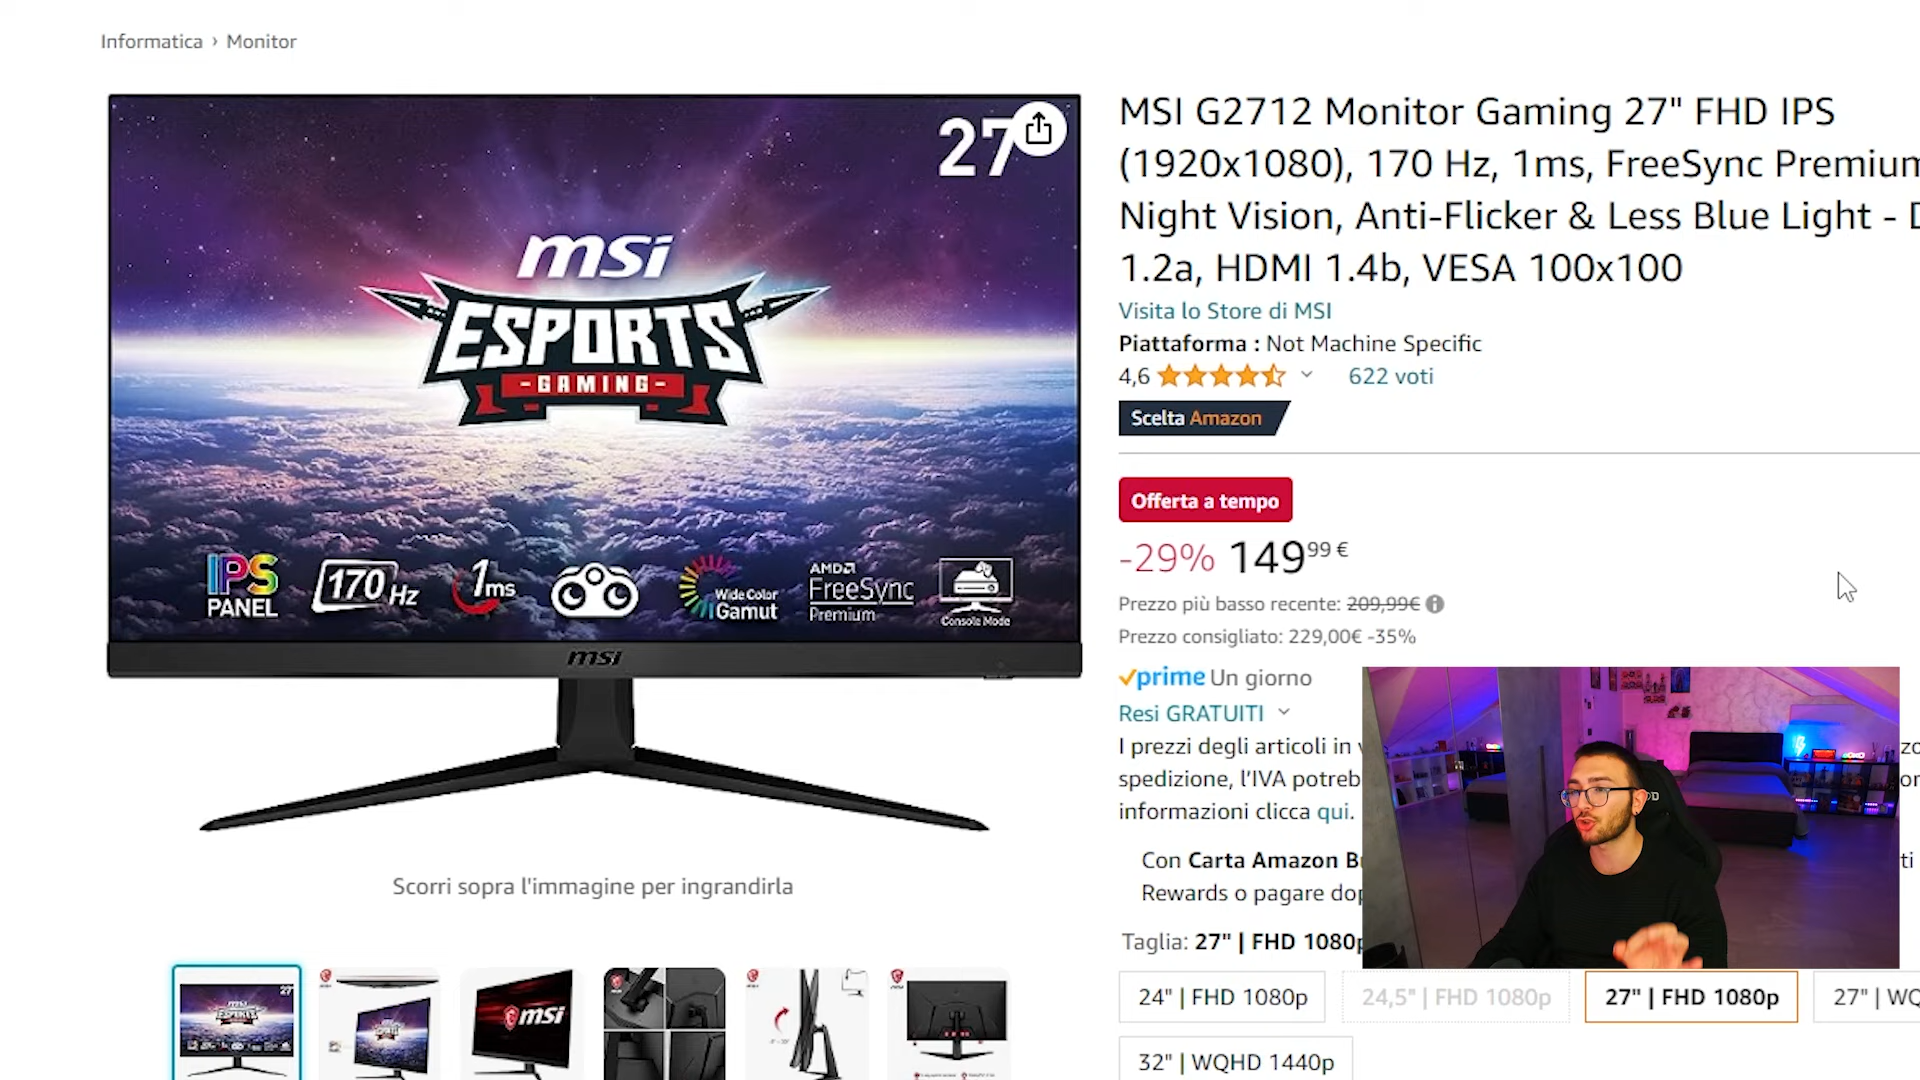 Informatica › Monitor
27"
msi
ESPORTS
-GAMING-
IPS
PANEL
170 Hz
1ms
Wide Color
Gamut
AMD
FreeSync
Premium
Console Mode
msi
Scorri sopra l'immagine per ingrandirla
MSI G2712 Monitor Gaming 27" FHD IPS
(1920x1080), 170 Hz, 1ms, FreeSync Premium
Night Vision, Anti-Flicker & Less Blue Light - D
1.2a, HDMI 1.4b, VESA 100x100
Visita lo Store di MSI
Piattaforma : Not Machine Specific
4,6 622 voti
Scelta Amazon
Offerta a tempo
-29% 149,99 €
Prezzo più basso recente: 209,99€
Prezzo consigliato: 229,00€ -35%
prime Un giorno
Resi GRATUITI
I prezzi degli articoli in v
spedizione, l'IVA potreb
informazioni clicca qui.
Con Carta Amazon
Rewards o pagare dop
Taglia: 27" | FHD 1080p
24" | FHD 1080p
24,5" | FHD 1080p
27" | FHD 1080p
27" | WQ
32" | WQHD 1440p
msi